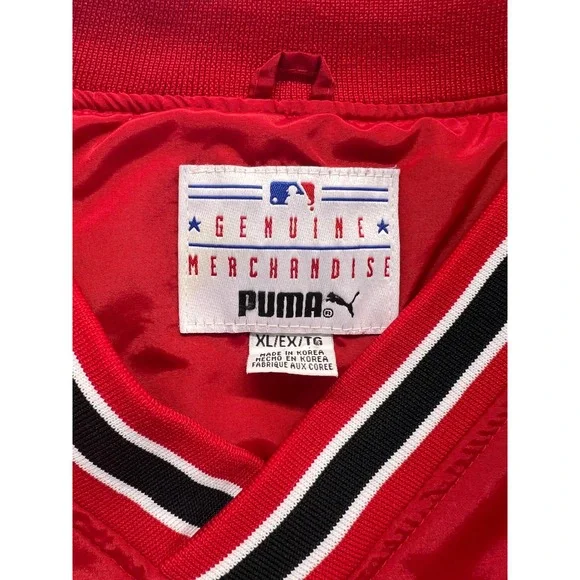 GENUINE
MERCHANDISE
PUMA®
XL/EX/TG
MADE IN KOREA
HECHO EN KOREA
FABRIQUE AUX COREE